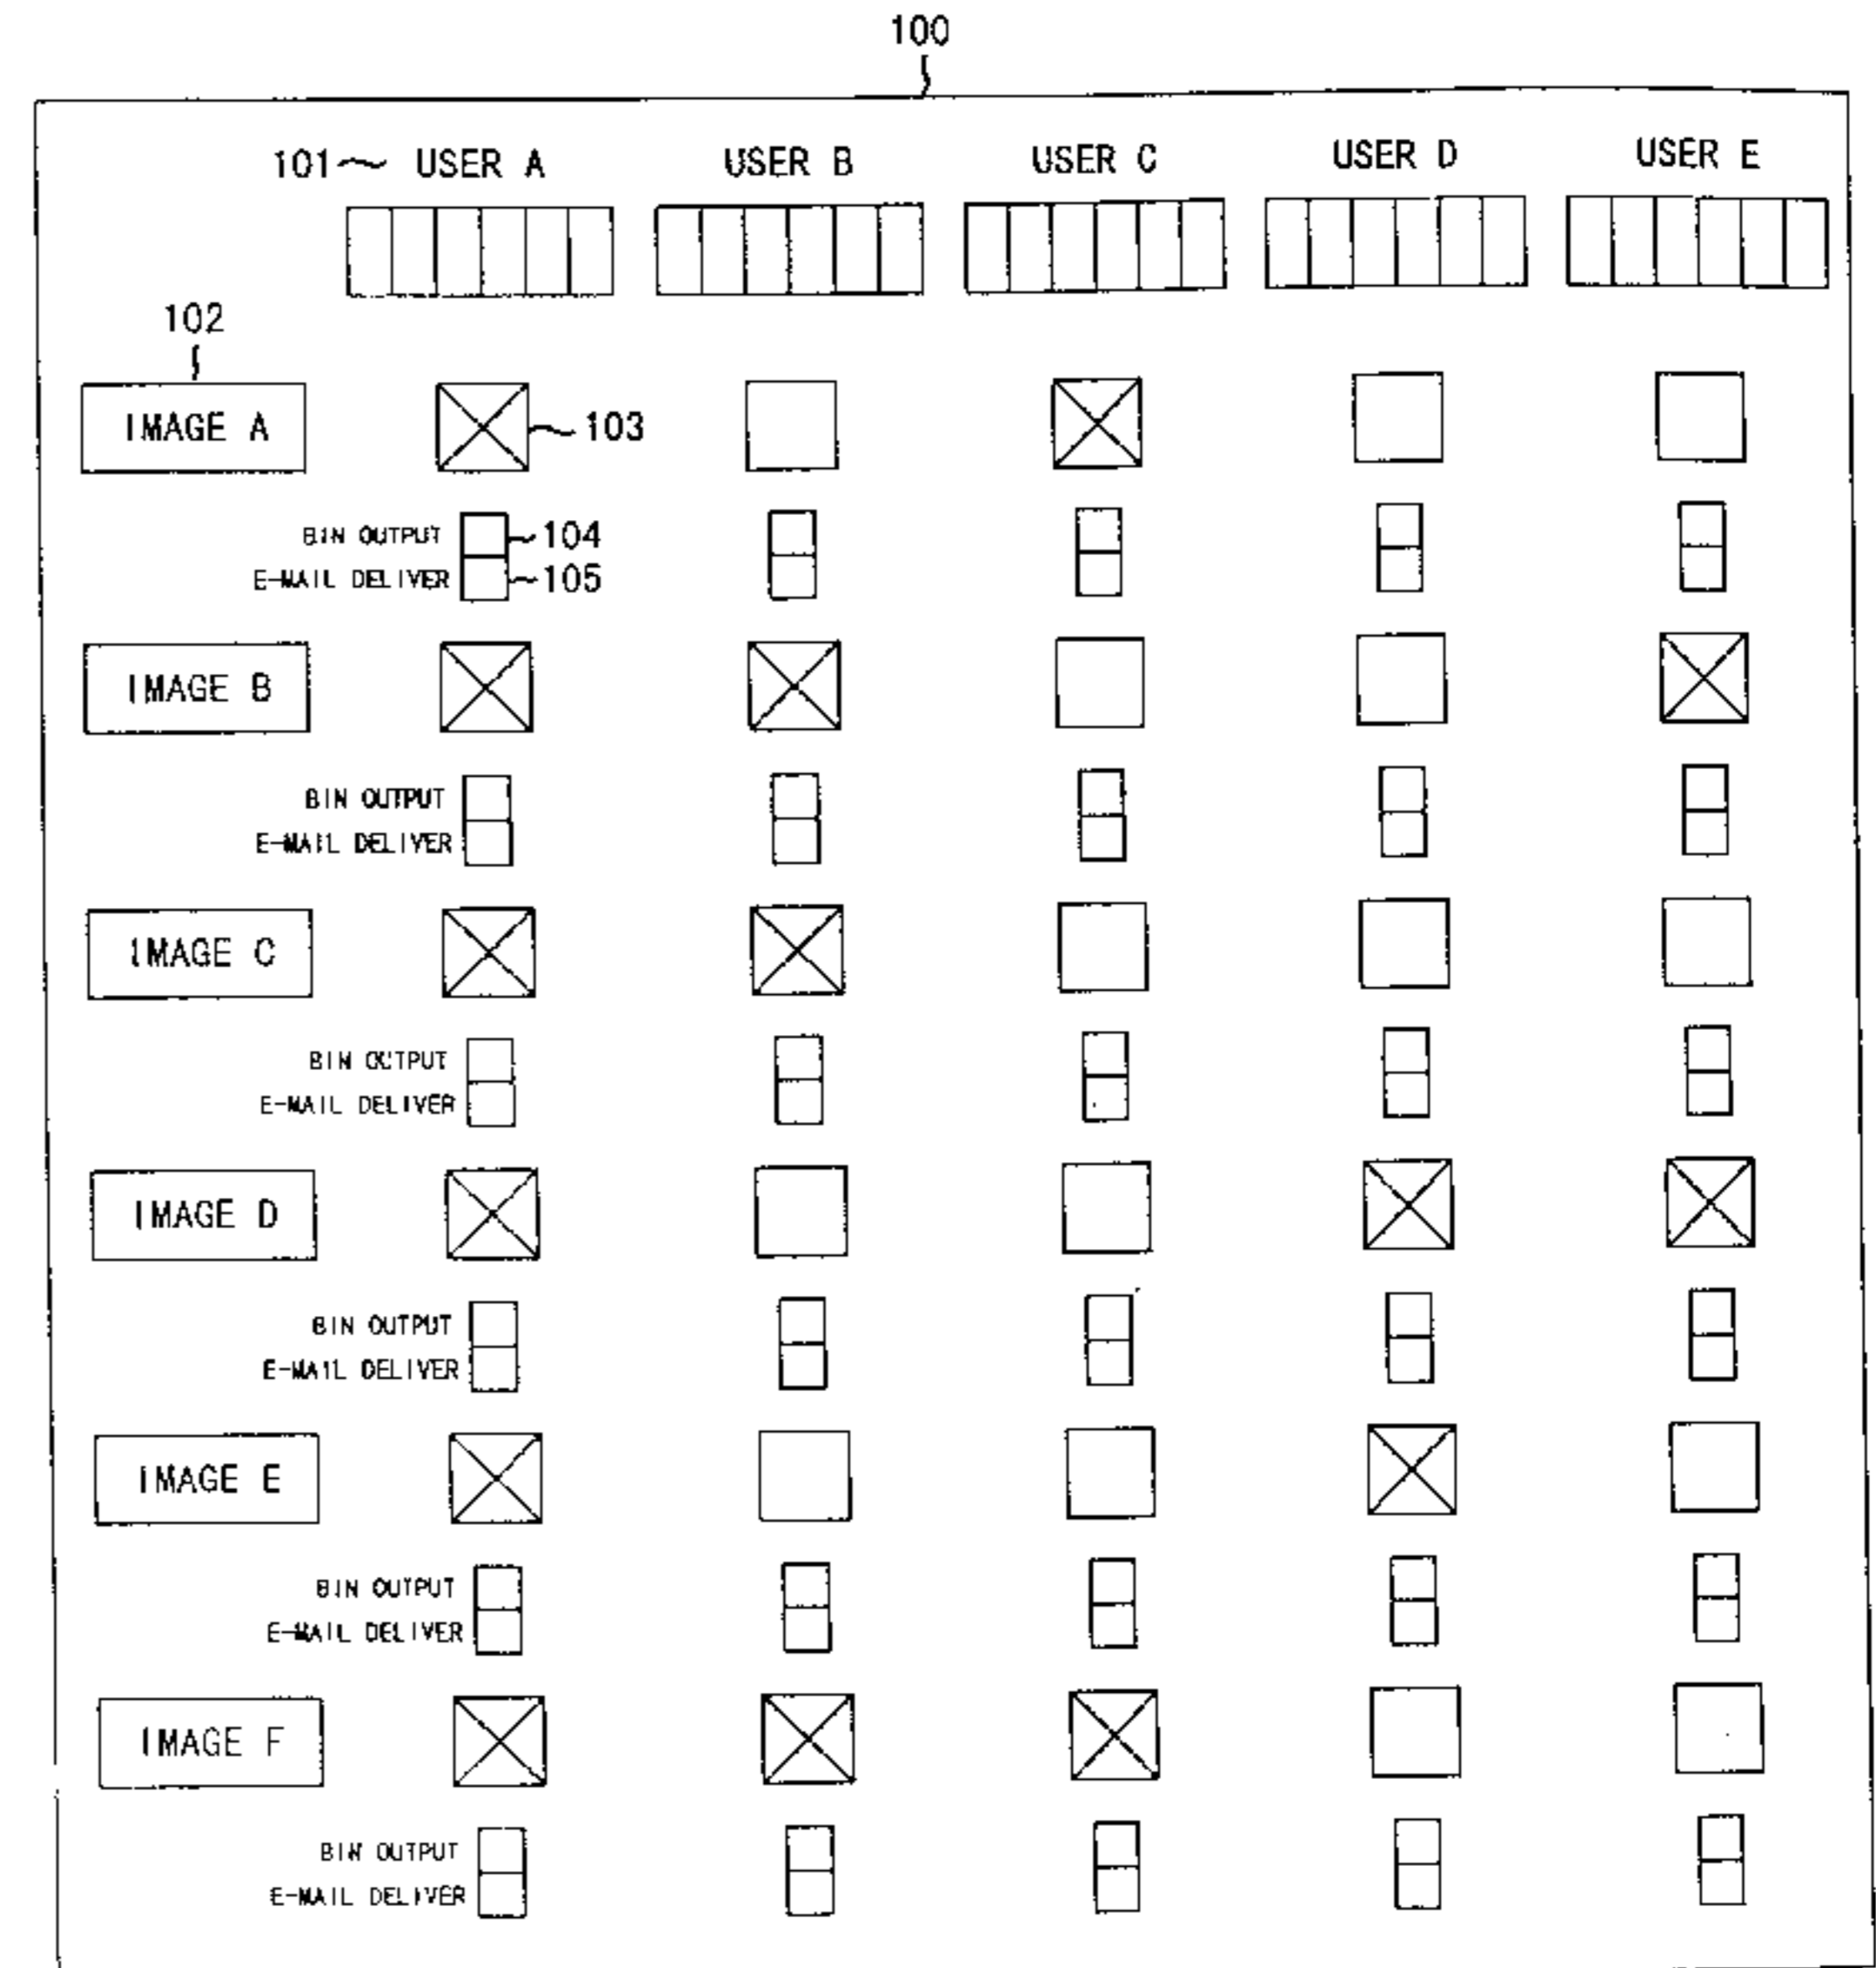 100
101 USER A USER B USER C USER D USER E
102
IMAGE A 103
BIN OUTPUT 104
E-MAIL DELIVER 105
IMAGE B
BIN OUTPUT
E-MAIL DELIVER
IMAGE C
BIN OUTPUT
E-MAIL DELIVER
IMAGE D
BIN OUTPUT
E-MAIL DELIVER
IMAGE E
BIN OUTPUT
E-MAIL DELIVER
IMAGE F
BIN OUTPUT
E-MAIL DELIVER